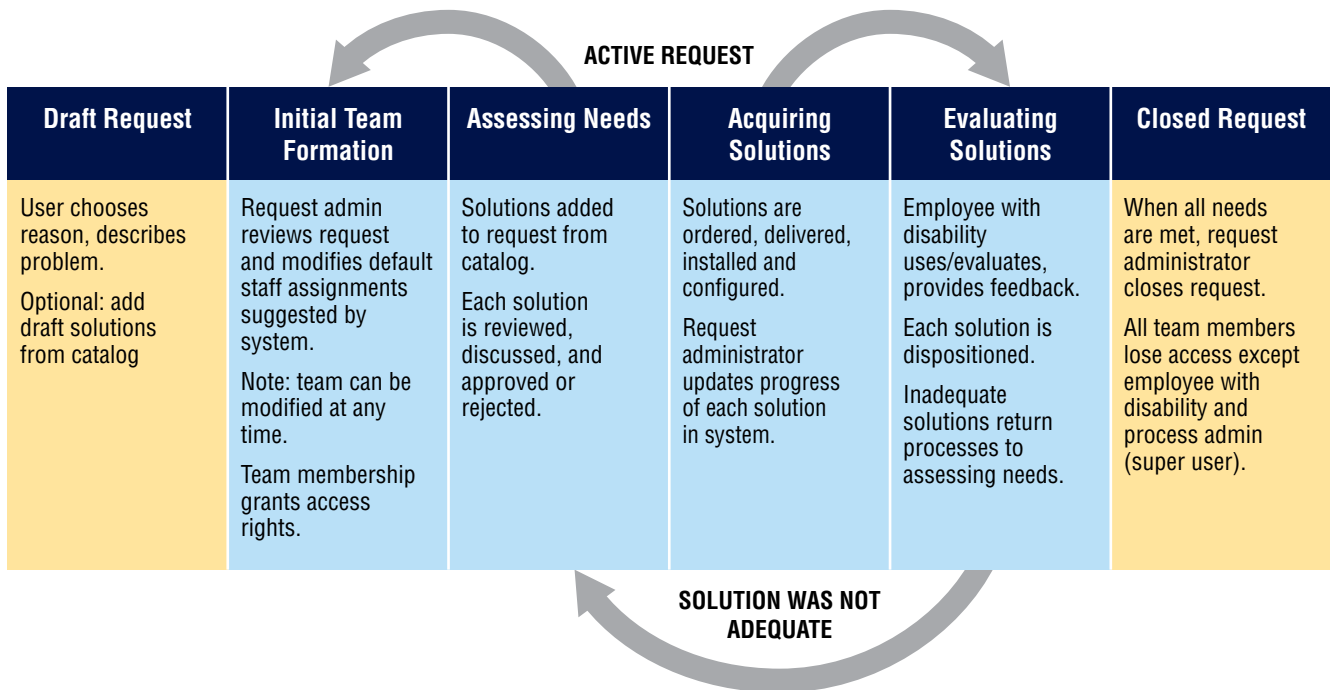 ACTIVE REQUEST
Draft Request
Initial Team
Formation
Assessing Needs
Acquiring
Solutions
Evaluating
Solutions
Closed Request
User chooses
reason, describes
problem.
Optional: add
draft solutions
from catalog
Request admin
reviews request
and modifies default
staff assignments
suggested by
system.
Note: team can be
modified at any
time.
Team membership
grants access
rights.
Solutions added
to request from
catalog.
Each solution
is reviewed,
discussed, and
approved or
rejected.
Solutions are
ordered, delivered,
installed and
configured.
Request
administrator
updates progress
of each solution
in system.
Employee with
disability
uses/evaluates,
provides feedback.
Each solution is
dispositioned.
Inadequate
solutions return
processes to
assessing needs.
When all needs
are met, request
administrator
closes request.
All team members
lose access except
employee with
disability and
process admin
(super user).
SOLUTION WAS NOT
ADEQUATE